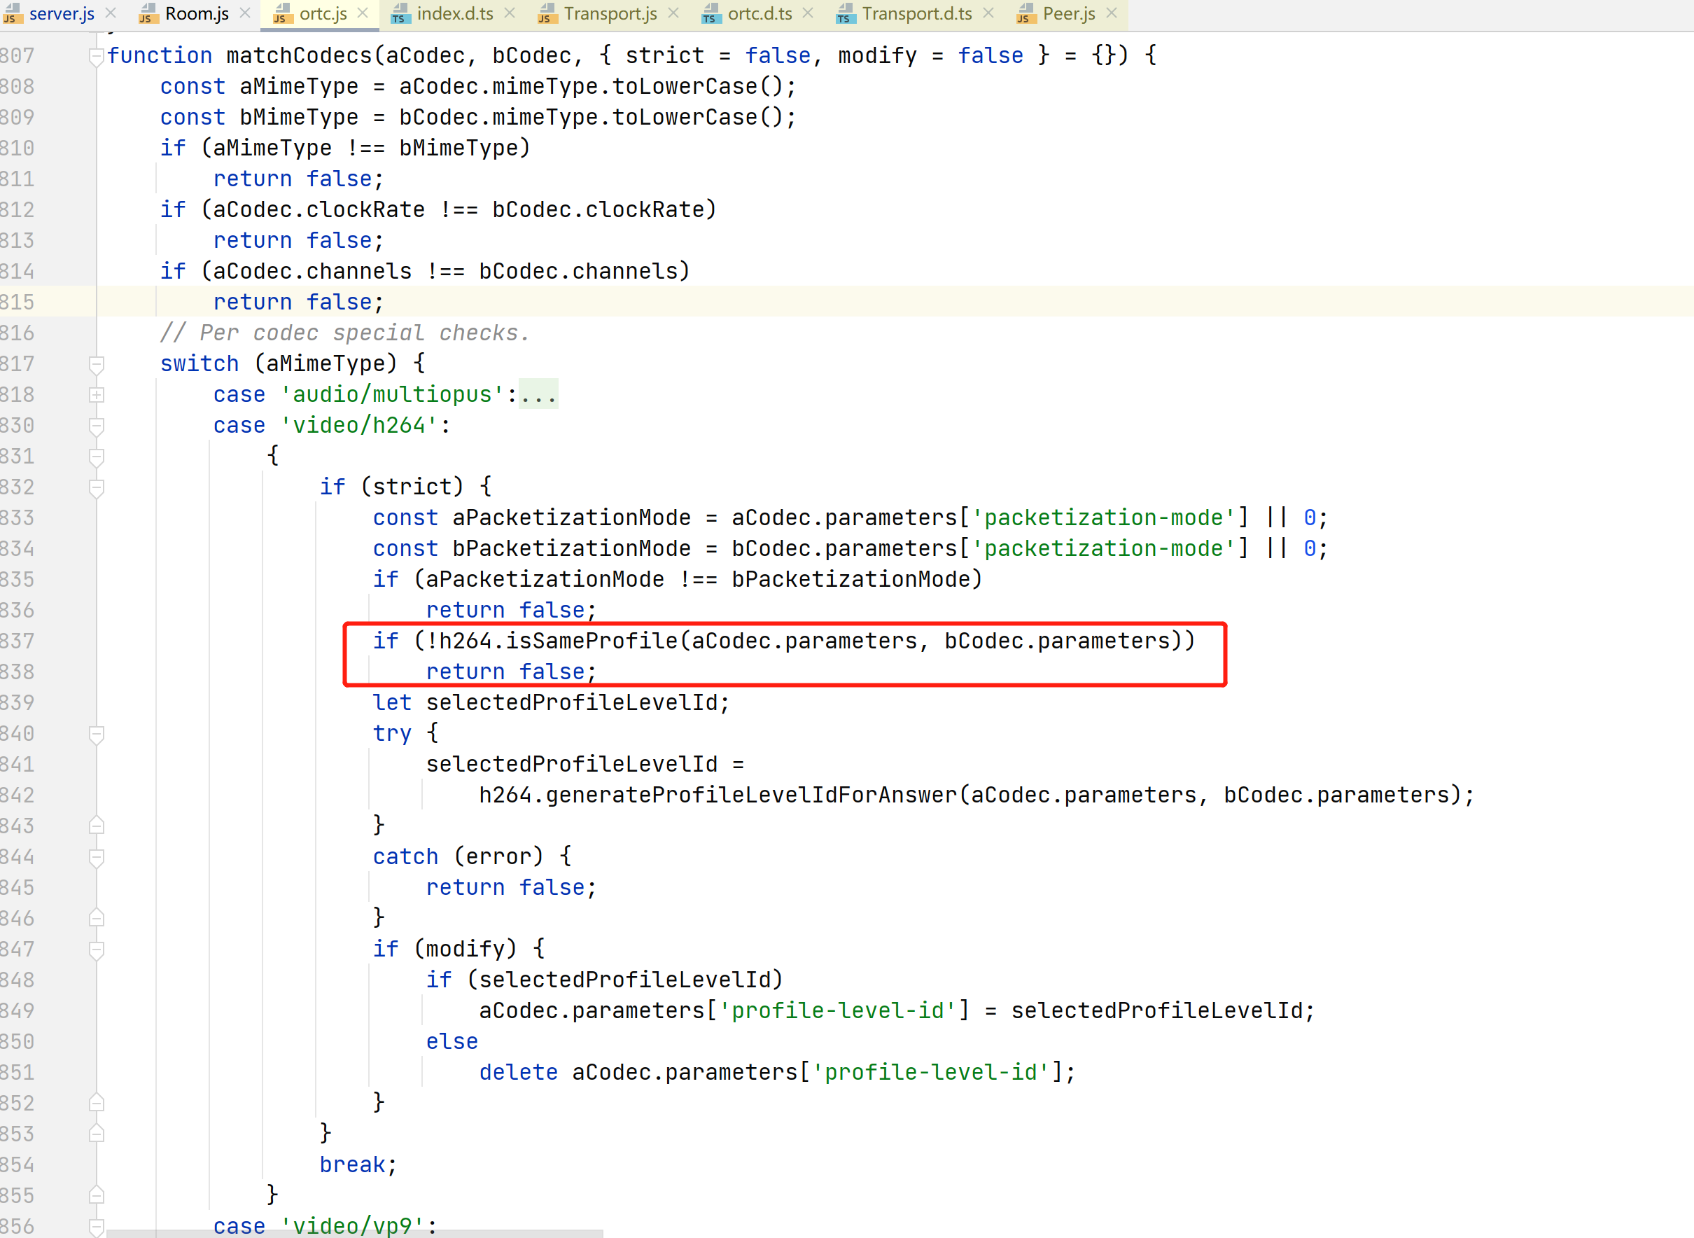 server.js Room.js ortc.js index.d.ts Transport.js ortc.d.ts Transport.d.ts Peer.js
807 function matchCodecs(aCodec, bCodec, { strict = false, modify = false } = {}) {
808 const aMimeType = aCodec.mimeType.toLowerCase();
809 const bMimeType = bCodec.mimeType.toLowerCase();
810 if (aMimeType !== bMimeType)
811 return false;
812 if (aCodec.clockRate !== bCodec.clockRate)
813 return false;
814 if (aCodec.channels !== bCodec.channels)
815 return false;
816 // Per codec special checks.
817 switch (aMimeType) {
818 case 'audio/multiopus':...
830 case 'video/h264':
831 {
832 if (strict) {
833 const aPacketizationMode = aCodec.parameters['packetization-mode'] || 0;
834 const bPacketizationMode = bCodec.parameters['packetization-mode'] || 0;
835 if (aPacketizationMode !== bPacketizationMode)
836 return false;
837 if (!h264.isSameProfile(aCodec.parameters, bCodec.parameters))
838 return false;
839 let selectedProfileLevelId;
840 try {
841 selectedProfileLevelId =
842 h264.generateProfileLevelIdForAnswer(aCodec.parameters, bCodec.parameters);
843 }
844 catch (error) {
845 return false;
846 }
847 if (modify) {
848 if (selectedProfileLevelId)
849 aCodec.parameters['profile-level-id'] = selectedProfileLevelId;
850 else
851 delete aCodec.parameters['profile-level-id'];
852 }
853 }
854 break;
855 }
856 case 'video/vp9':